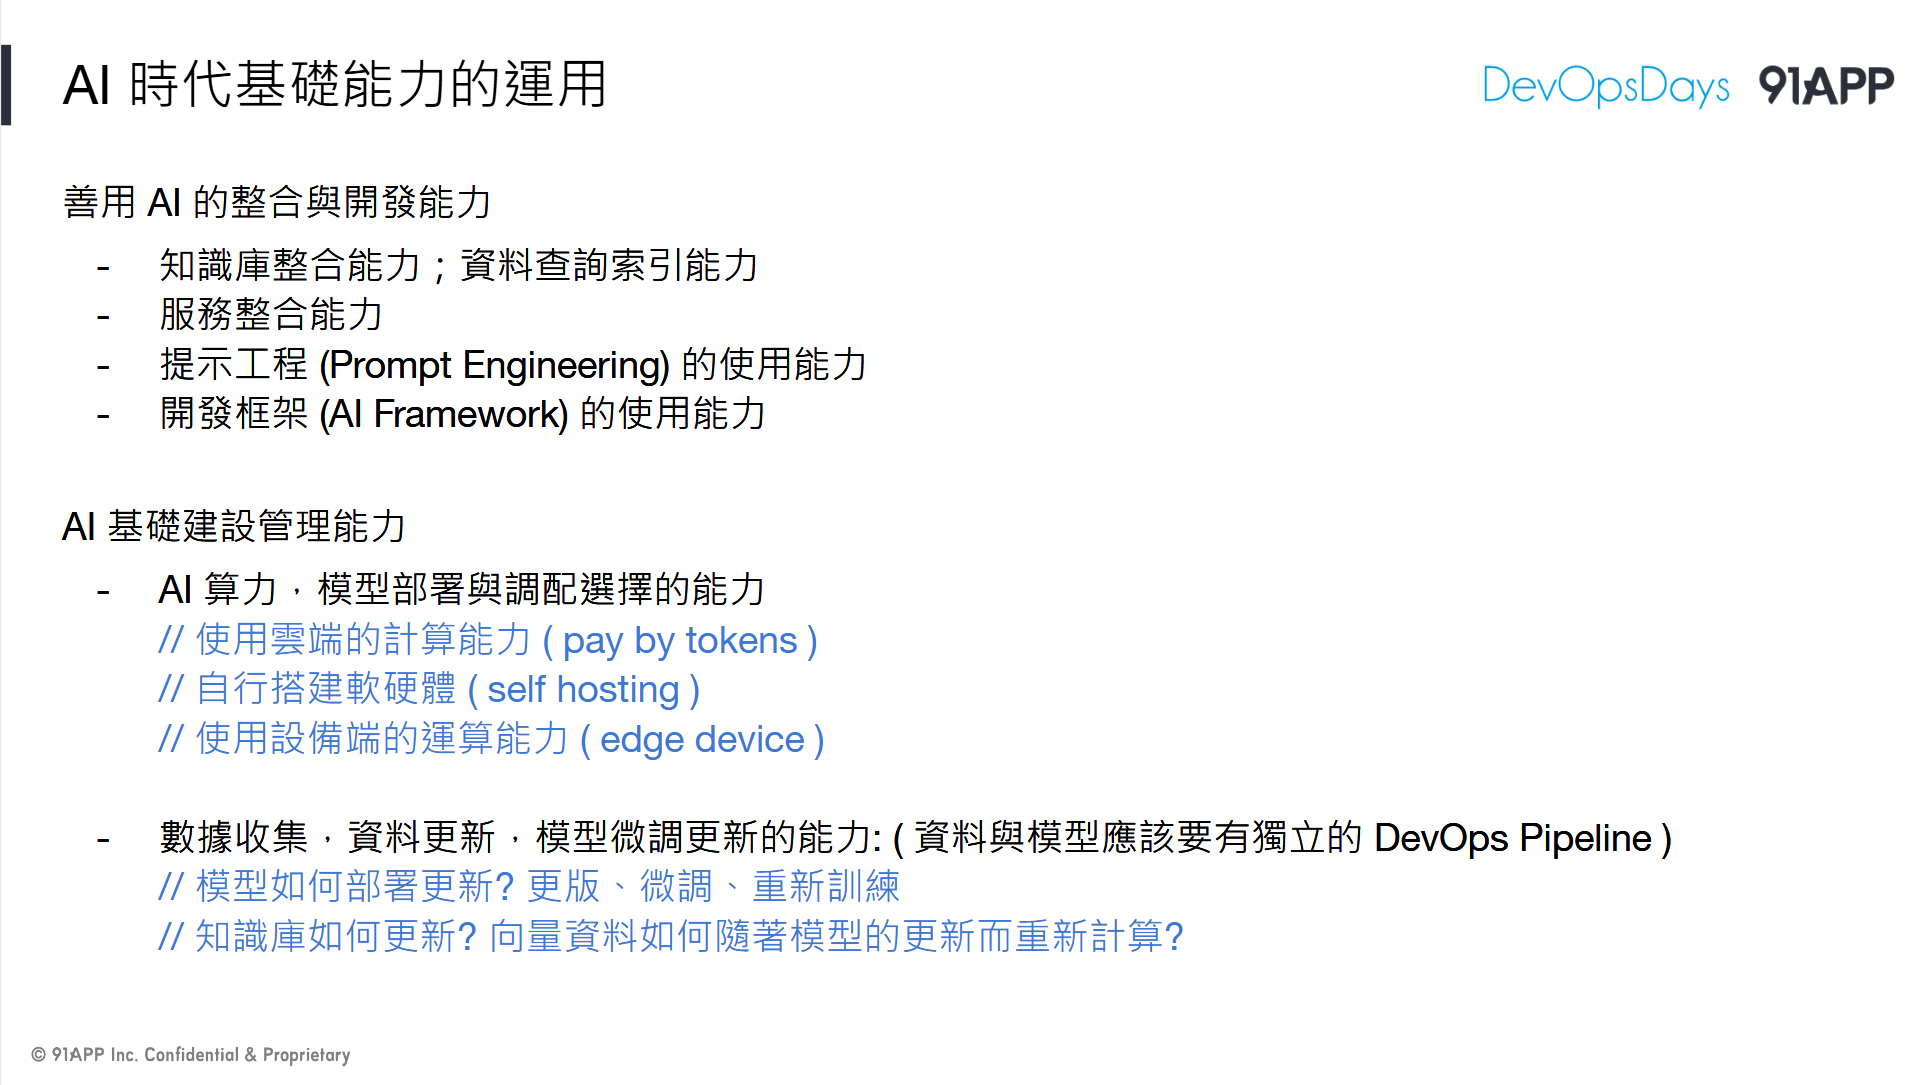 AI 時代基礎能力的運用
DevOpsDays 91APP
善用 AI 的整合與開發能力
- 知識庫整合能力；資料查詢索引能力
- 服務整合能力
- 提示工程 (Prompt Engineering) 的使用能力
- 開發框架 (AI Framework) 的使用能力
AI 基礎建設管理能力
- AI 算力，模型部署與調配選擇的能力
// 使用雲端的計算能力 ( pay by tokens )
// 自行搭建軟硬體 ( self hosting )
// 使用設備端的運算能力 ( edge device )
- 數據收集，資料更新，模型微調更新的能力: ( 資料與模型應該要有獨立的 DevOps Pipeline )
// 模型如何部署更新? 更版、微調、重新訓練
// 知識庫如何更新? 向量資料如何隨著模型的更新而重新計算?
© 91APP Inc. Confidential & Proprietary